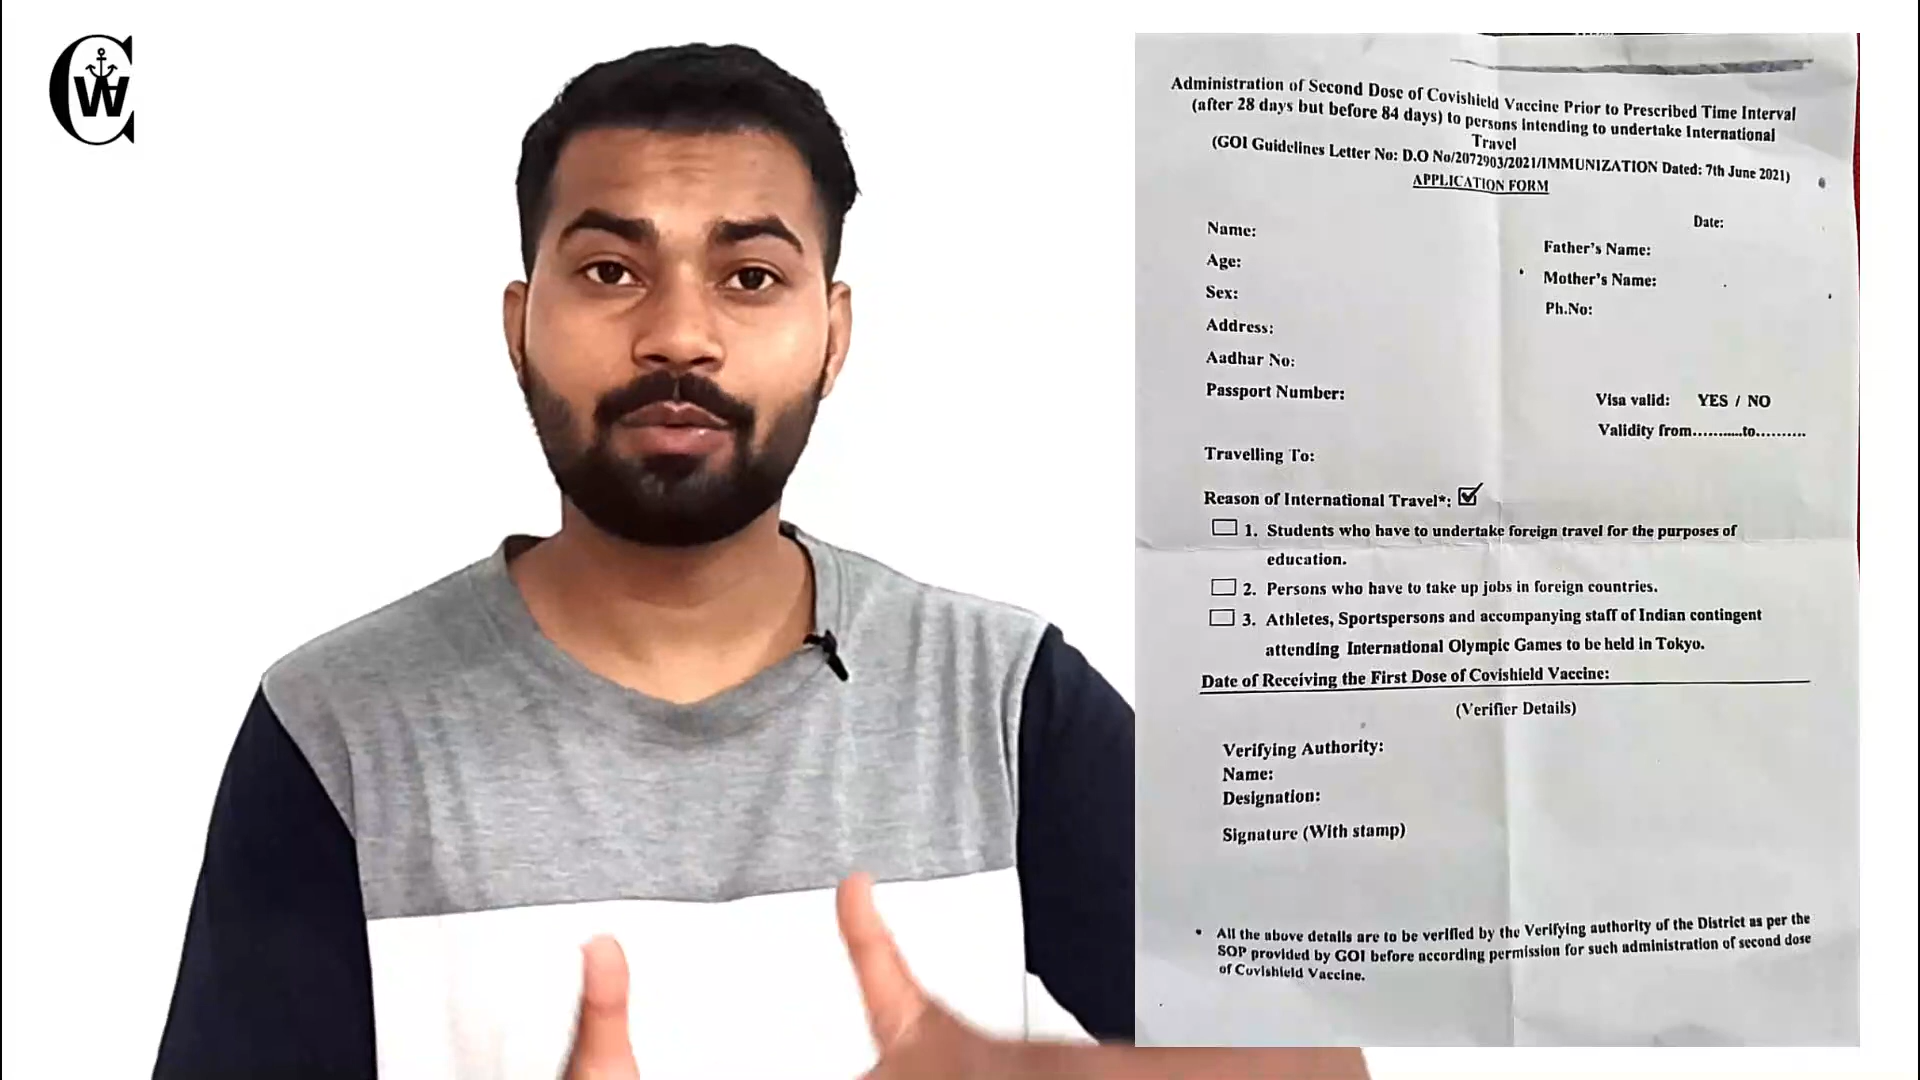 CWA
Administration of Second Dose of Covishield Vaccine Prior to Prescribed Time Interval
(after 28 days but before 84 days) to persons intending to undertake International
Travel
(GOI Guidelines Letter No: D.O No/2072903/2021/IMMUNIZATION Dated: 7th June 2021)
APPLICATION FORM
Date:
Name:
Father's Name:
Age:
Mother's Name:
Sex:
Ph.No:
Address:
Aadhar No:
Passport Number:
Visa valid: YES / NO
Validity from...........to..........
Travelling To:
Reason of International Travel*:
1. Students who have to undertake foreign travel for the purposes of
education.
2. Persons who have to take up jobs in foreign countries.
3. Athletes, Sportspersons and accompanying staff of Indian contingent
attending International Olympic Games to be held in Tokyo.
Date of Receiving the First Dose of Covishield Vaccine:
(Verifier Details)
Verifying Authority:
Name:
Designation:
Signature (With stamp)
* All the above details are to be verified by the Verifying authority of the District as per the
SOP provided by GOI before according permission for such administration of second dose
of Covishield Vaccine.